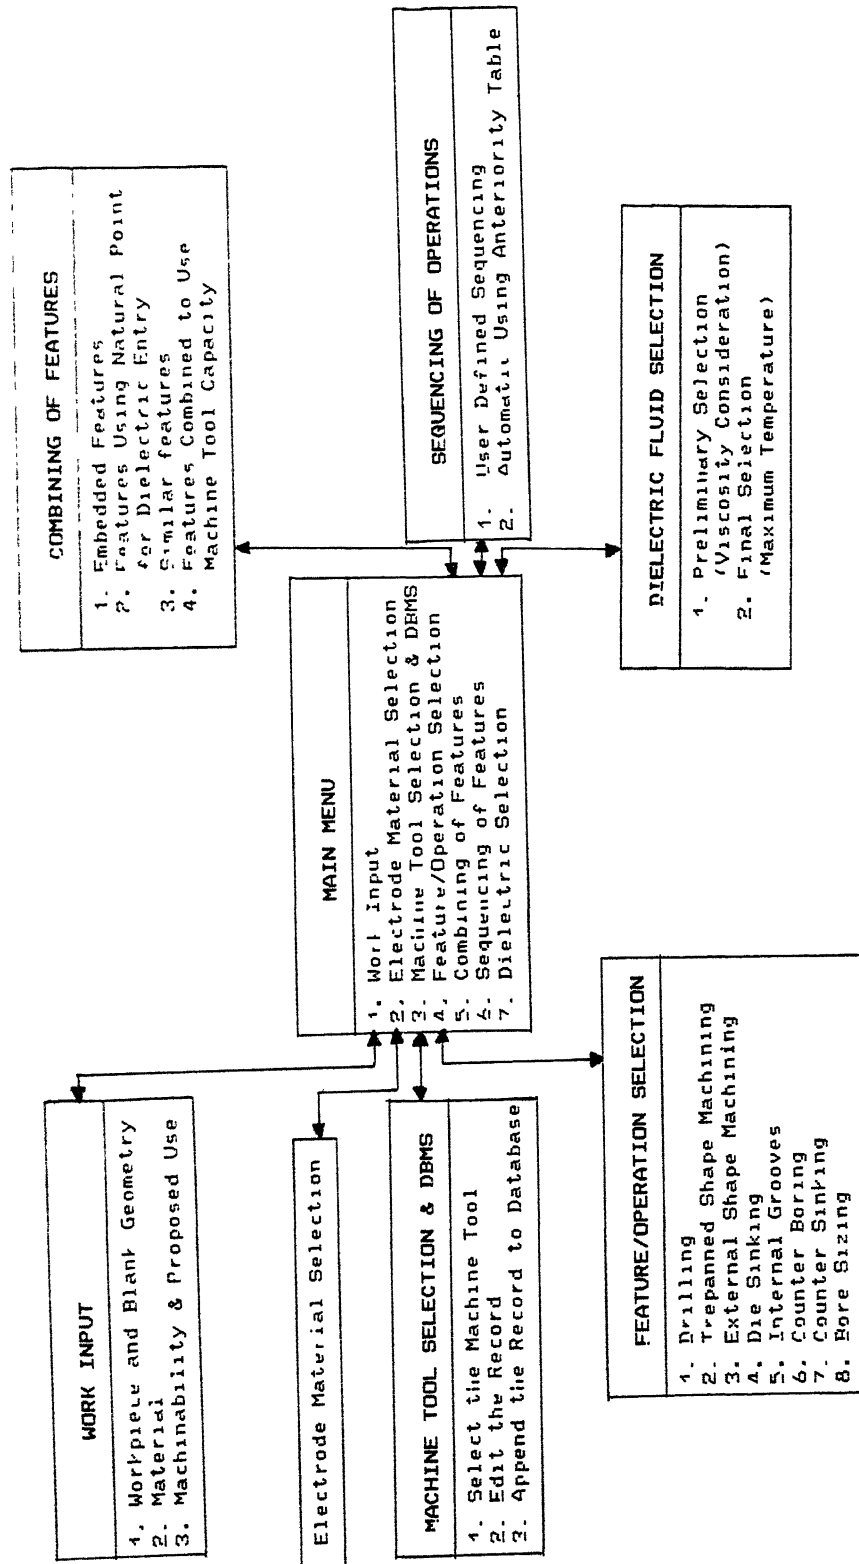 WORK INPUT
1. Workpiece and Blank Geometry
2. Material
3. Machinability & Proposed Use
Electrode Material Selection
MACHINE TOOL SELECTION & DBMS
1. Select the Machine Tool
2. Edit the Record
3. Append the Record to Database
FEATURE/OPERATION SELECTION
1. Drilling
2. Trepanned Shape Machining
3. External Shape Machining
4. Die Sinking
5. Internal Grooves
6. Counter Boring
7. Counter Sinking
8. Bore Sizing
MAIN MENU
1. Work Input
2. Electrode Material Selection
3. Machine Tool Selection & DBMS
4. Feature/Operation Selection
5. Combining of Features
6. Sequencing of Features
7. Dielectric Selection
COMBINING OF FEATURES
1. Embedded Features
2. Features Using Natural Point
for Dielectric Entry
3. Similar features
4. Features Combined to Use
Machine Tool Capacity
SEQUENCING OF OPERATIONS
1. User Defined Sequencing
2. Automatic Using Anteriority Table
DIELECTRIC FLUID SELECTION
1. Preliminary Selection
(Viscosity Consideration)
2. Final Selection
(Maximum Temperature)